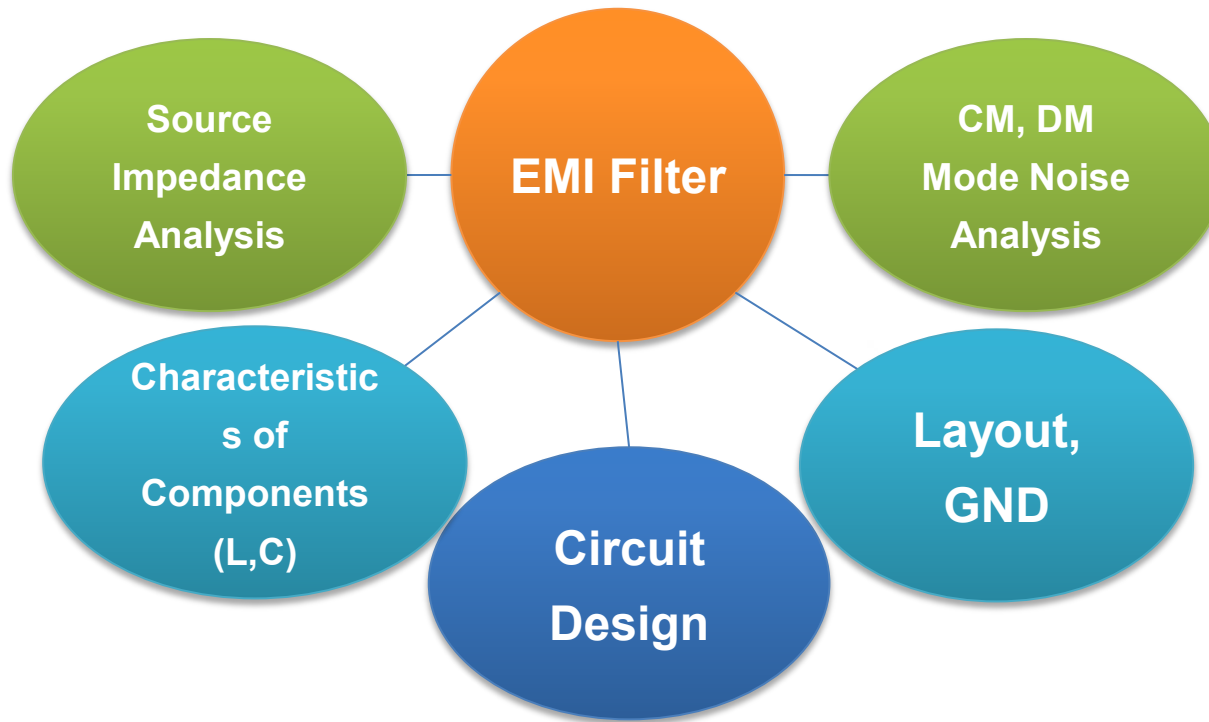 Source
Impedance
Analysis
EMI Filter
CM, DM
Mode Noise
Analysis
Characteristic
s of
Components
(L,C)
Circuit
Design
Layout,
GND